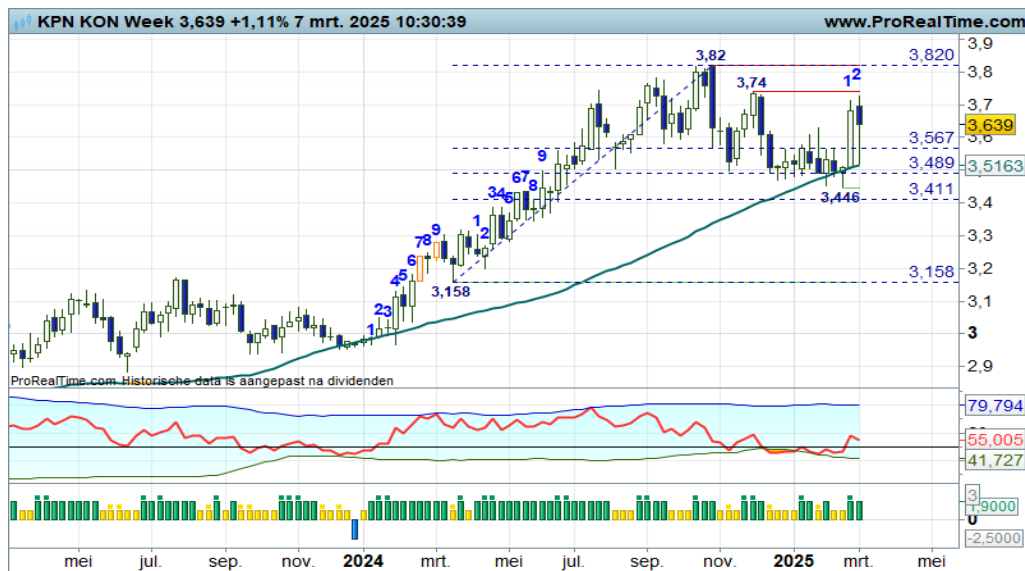 KPN KON Week 3,639 +1,11% 7 mrt. 2025 10:30:39 www.ProRealTime.com
3,9
3,82 3,820
3,8
3,74 1 2
3,7
3,639
3,6
3,567
9 3,489 3,5163
6 7 8
3 4 5 3,411 3,4
3,446
7 8 9 1 2 3,3
6
4 5 3,158 3,158 3,2
2 3 3,1
1 3
2,9
ProRealTime.com Historische data is aangepast na dividenden
79,794
55,005
41,727
3
1,9000
0
-2,5000
mei jul. sep. nov. 2024 mrt. mei jul. sep. nov. 2025 mrt. mei